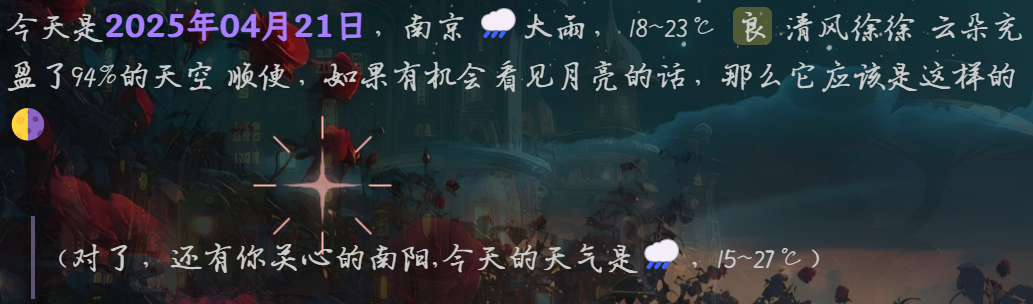 今天是2025年04月21日，南京 🌧️ 大雨，18~23℃ 良 清风徐徐 云朵充
盈了94%的天空 顺便，如果有机会看见月亮的话，那么它应该是这样的
🌗
（对了，还有你关心的南阳,今天的天气是🌧️，15~27℃）